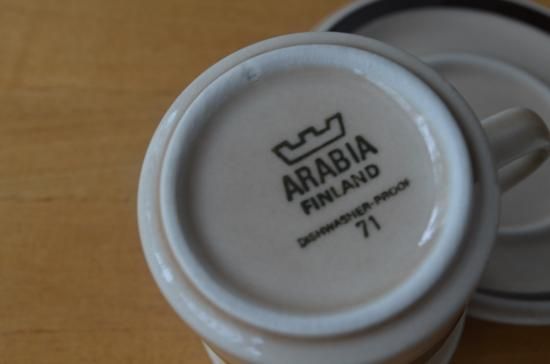 ARABIA
FINLAND
DISHWASHER-PROOF
71